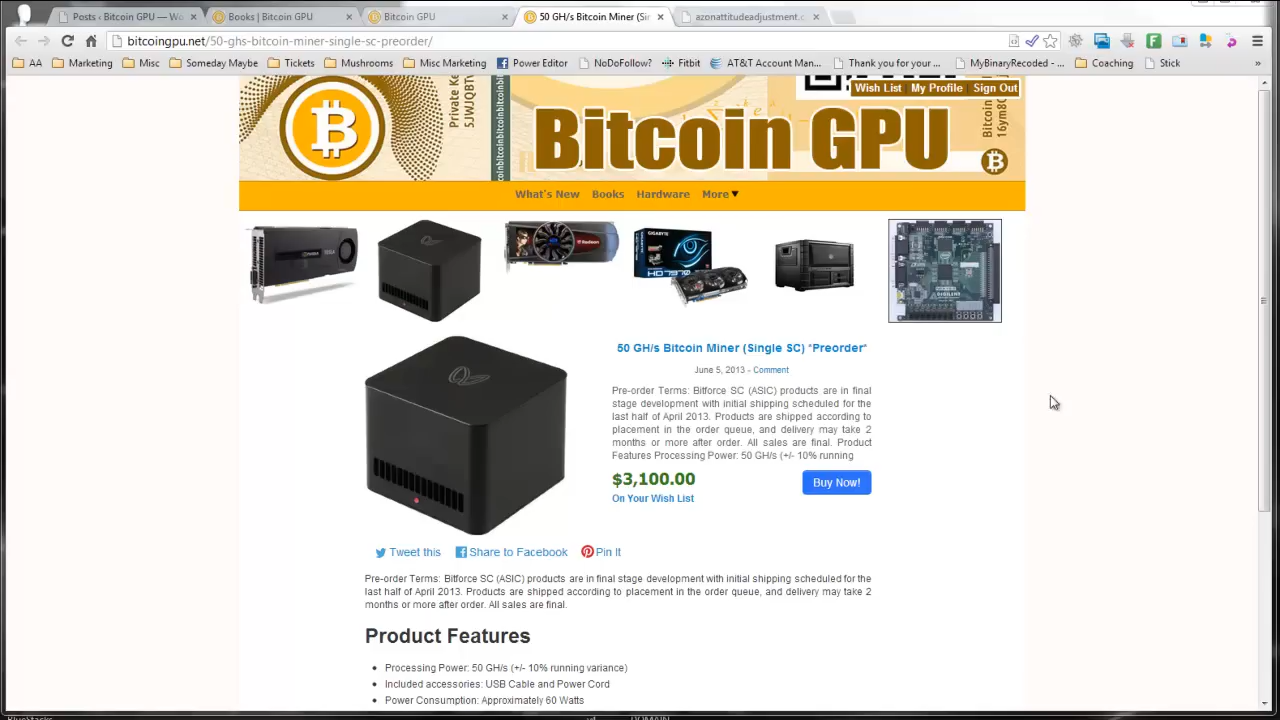 Posts ‹ Bitcoin GPU — Wo
Books | Bitcoin GPU
Bitcoin GPU
50 GH/s Bitcoin Miner (Sir
azonattitudeadjustment.c
bitcoingpu.net/50-ghs-bitcoin-miner-single-sc-preorder/
AA
Marketing
Misc
Someday Maybe
Tickets
Mushrooms
Misc Marketing
Power Editor
NoDoFollow?
Fitbit
AT&T Account Man...
Thank you for your ...
MyBinaryRecoded - ...
Coaching
Stick
»
Private Ke
5JWJQBTV
coinbitcoinbitcoinbitcoinbi
Bitcoin GPU
Wish List | My Profile | Sign Out
Bitcoin
16ym8
What's New Books Hardware More
50 GH/s Bitcoin Miner (Single SC) *Preorder*
June 5, 2013 - Comment
Pre-order Terms: Bitforce SC (ASIC) products are in final
stage development with initial shipping scheduled for the
last half of April 2013. Products are shipped according to
placement in the order queue, and delivery may take 2
months or more after order. All sales are final. Product
Features Processing Power: 50 GH/s (+/- 10% running
$3,100.00
Buy Now!
On Your Wish List
Tweet this
Share to Facebook
Pin It
Pre-order Terms: Bitforce SC (ASIC) products are in final stage development with initial shipping scheduled for the
last half of April 2013. Products are shipped according to placement in the order queue, and delivery may take 2
months or more after order. All sales are final.
Product Features
Processing Power: 50 GH/s (+/- 10% running variance)
Included accessories: USB Cable and Power Cord
Power Consumption: Approximately 60 Watts